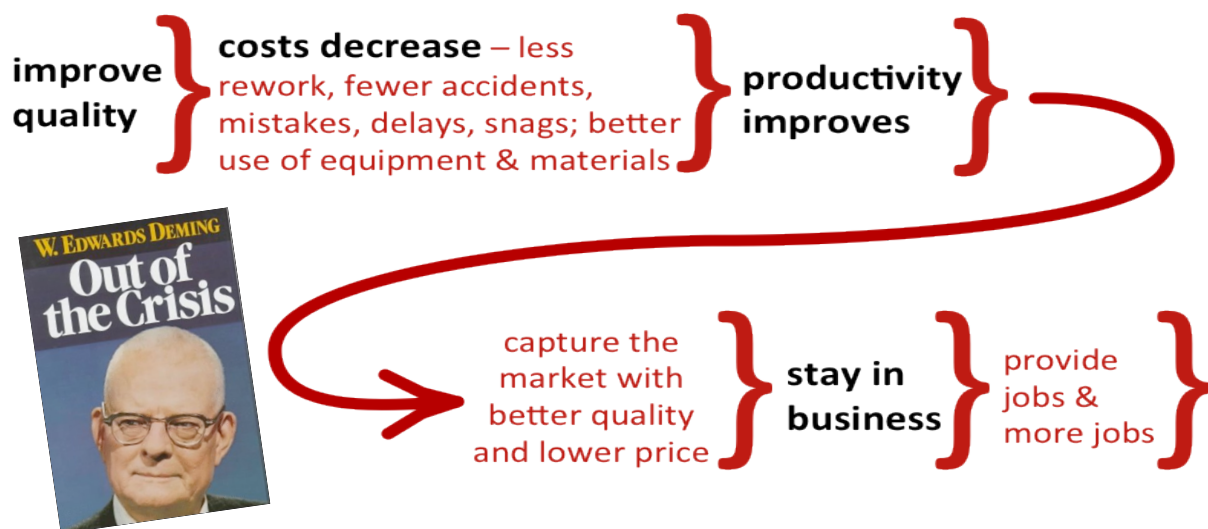 improve
quality
costs decrease – less
rework, fewer accidents,
mistakes, delays, snags; better
use of equipment & materials
productivity
improves
W. EDWARDS DEMING
Out of
the Crisis
capture the
market with
better quality
and lower price
stay in
business
provide
jobs &
more jobs